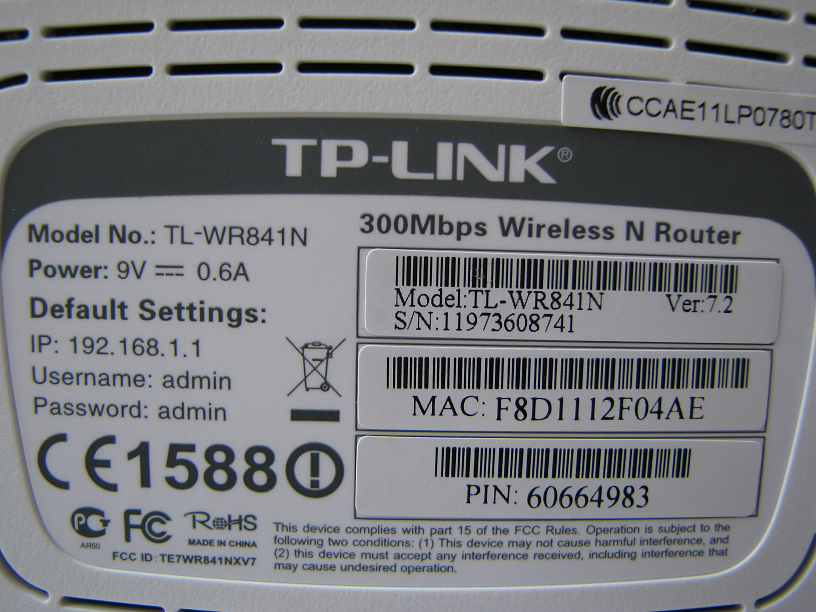 CCAE11LP0780T
TP-LINK®
Model No.: TL-WR841N
Power: 9V 0.6A
Default Settings:
IP: 192.168.1.1
Username: admin
Password: admin
CE1588
AR50
FC
RoHS
MADE IN CHINA
FCC ID: TE7WR841NXV7
300Mbps Wireless N Router
Model:TL-WR841N Ver:7.2
S/N:11973608741
MAC: F8D1112F04AE
PIN: 60664983
This device complies with part 15 of the FCC Rules. Operation is subject to the
following two conditions: (1) This device may not cause harmful interference, and
(2) this device must accept any interference received, including interference that
may cause undesired operation.